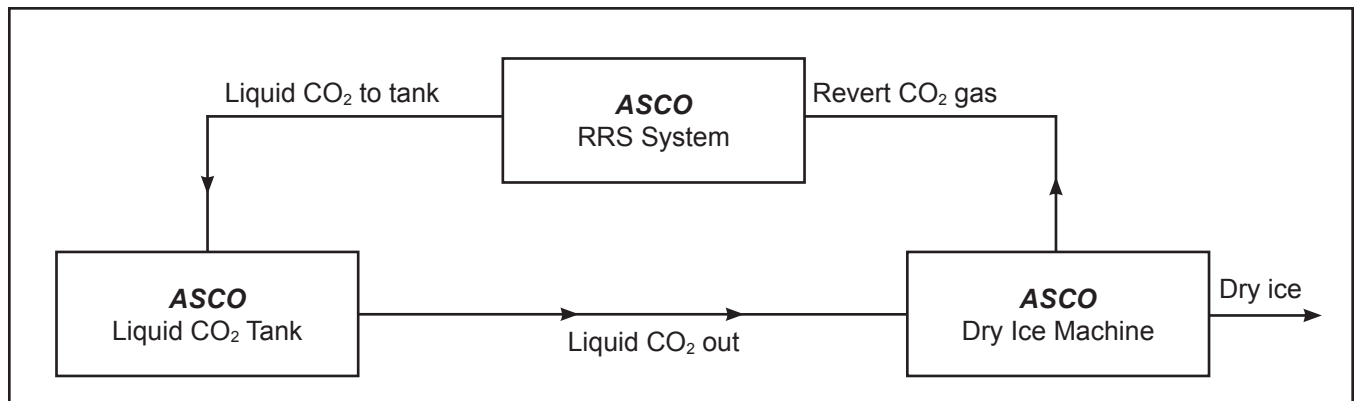 Liquid CO₂ to tank
ASCO
RRS System
Revert CO₂ gas
ASCO
Liquid CO₂ Tank
Liquid CO₂ out
ASCO
Dry Ice Machine
Dry ice